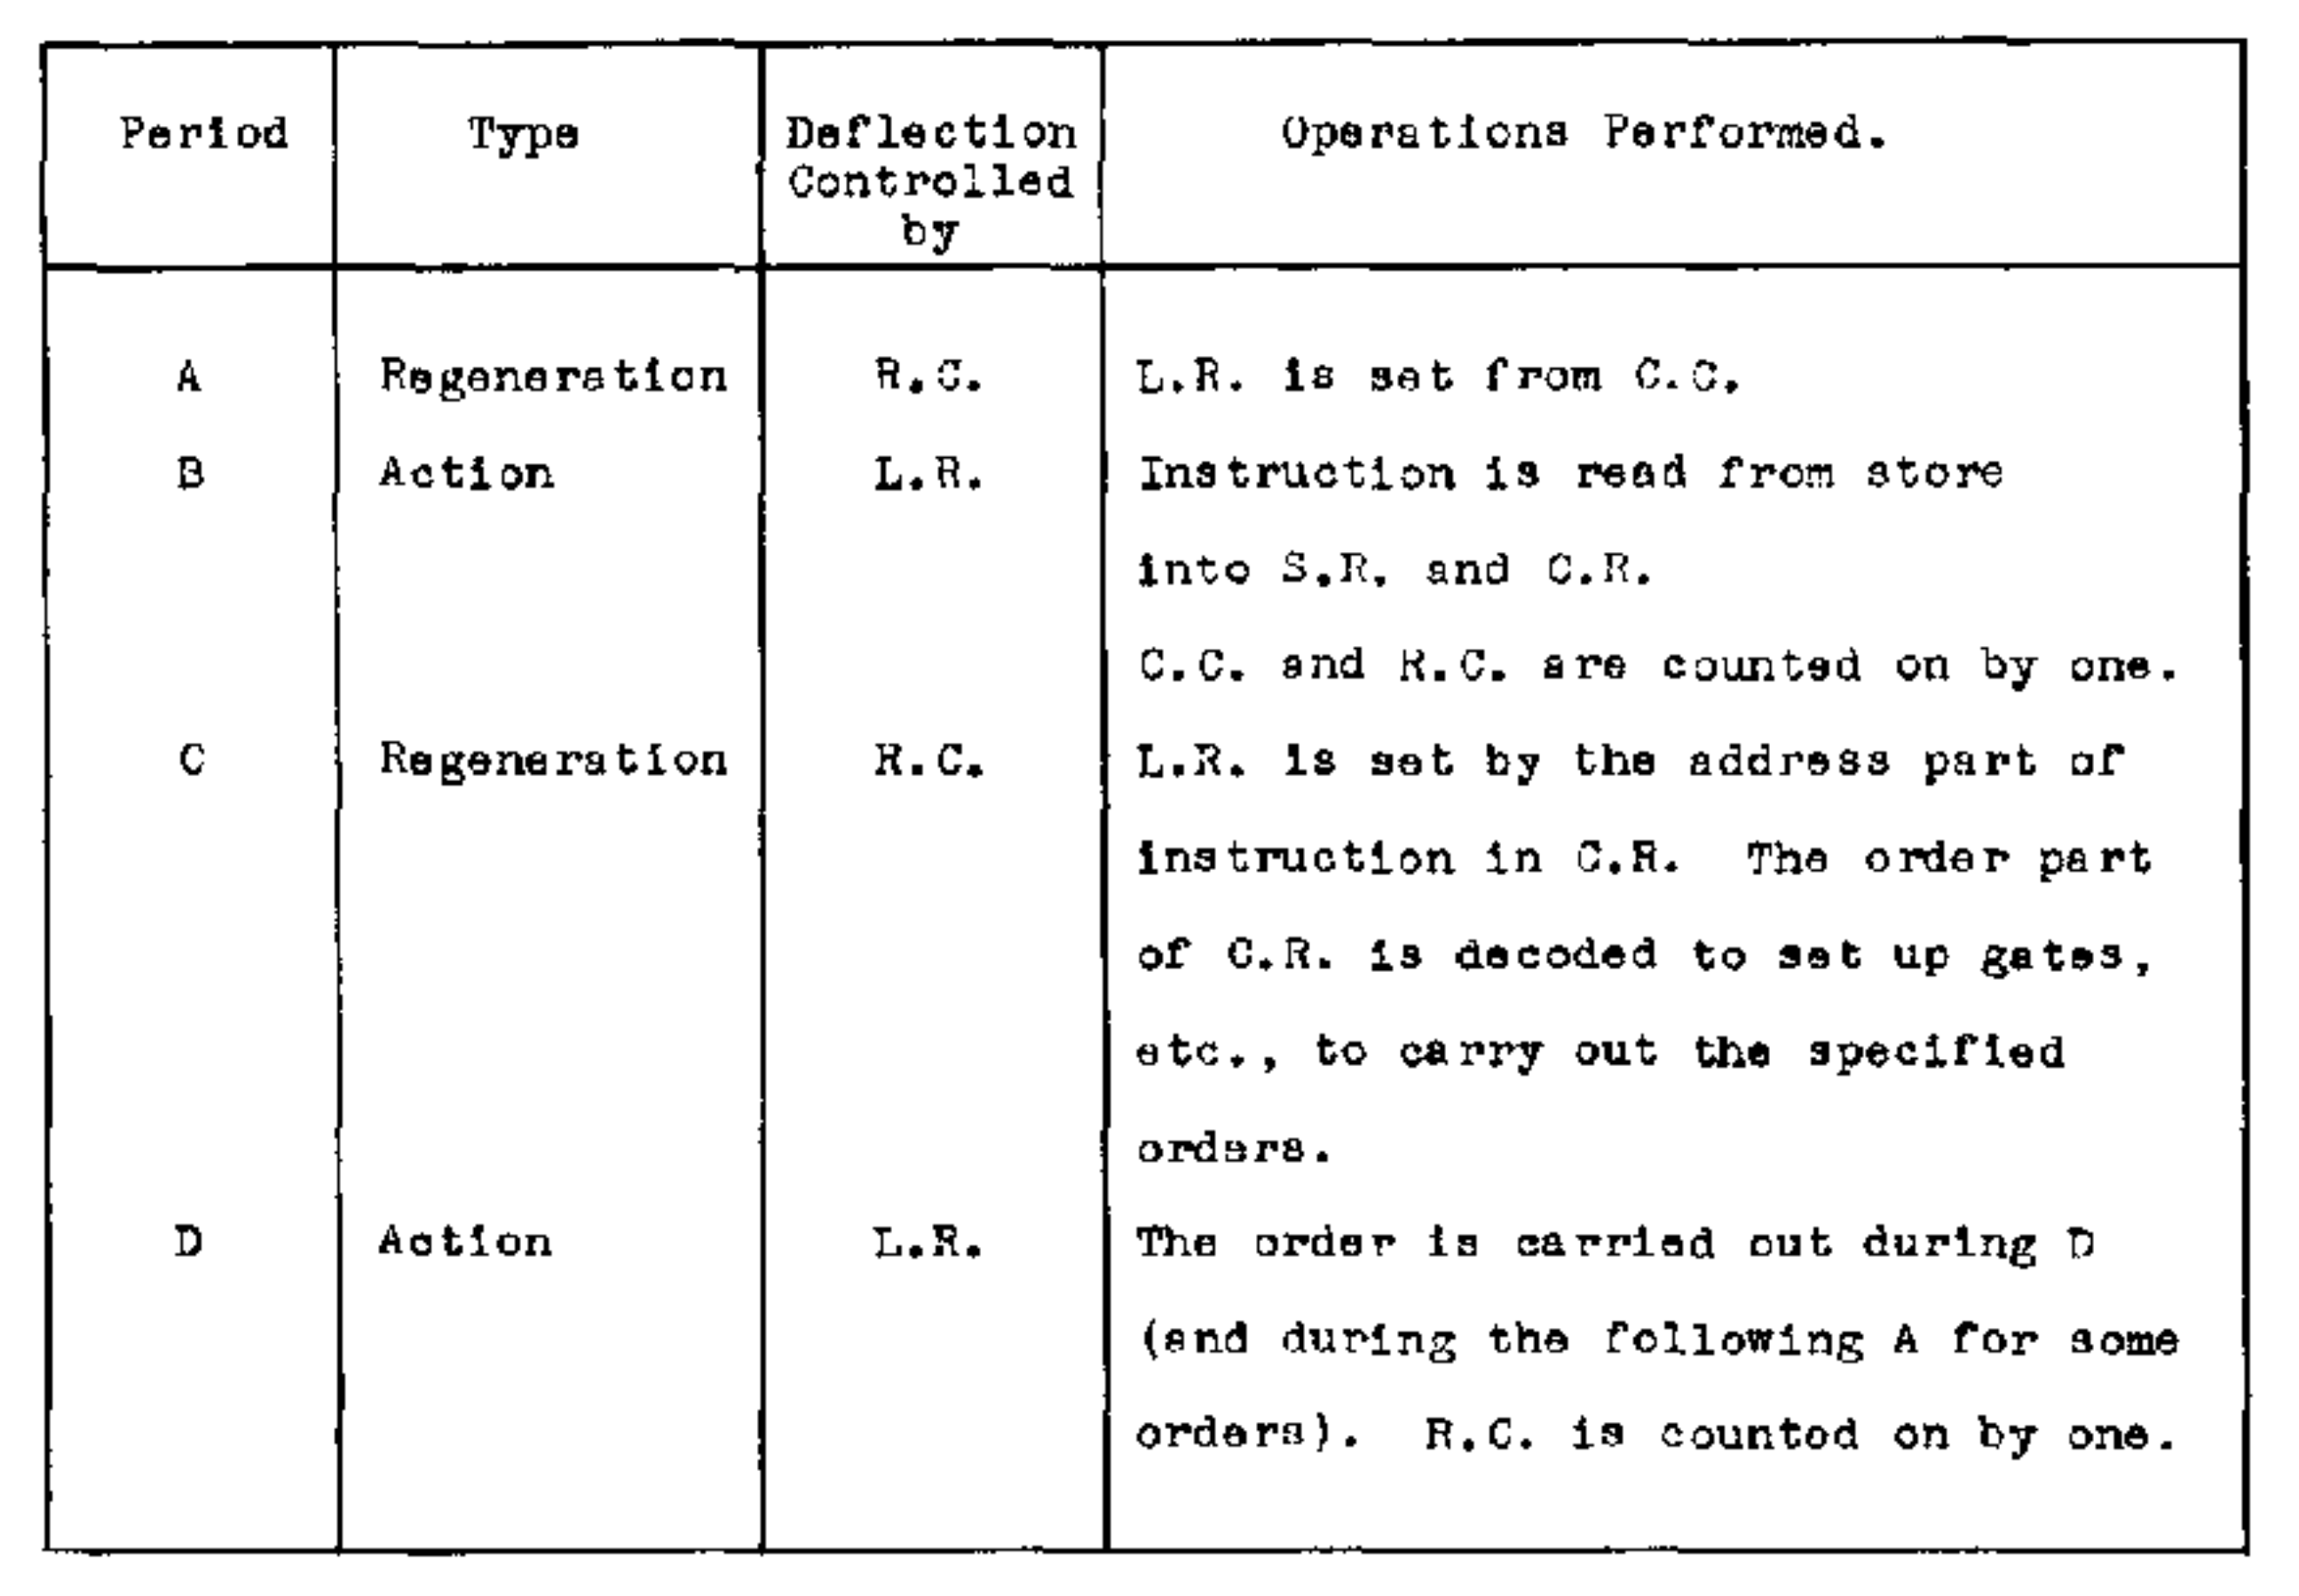 Period Type Deflection Operations Performed.
Controlled
by
A Regeneration R.C. L.R. is set from C.C.
B Action L.R. Instruction is read from store
into S.R. and C.R.
C.C. and R.C. are counted on by one.
C Regeneration R.C. L.R. is set by the address part of
instruction in C.R. The order part
of C.R. is decoded to set up gates,
etc., to carry out the specified
orders.
D Action L.R. The order is carried out during D
(and during the following A for some
orders). R.C. is counted on by one.